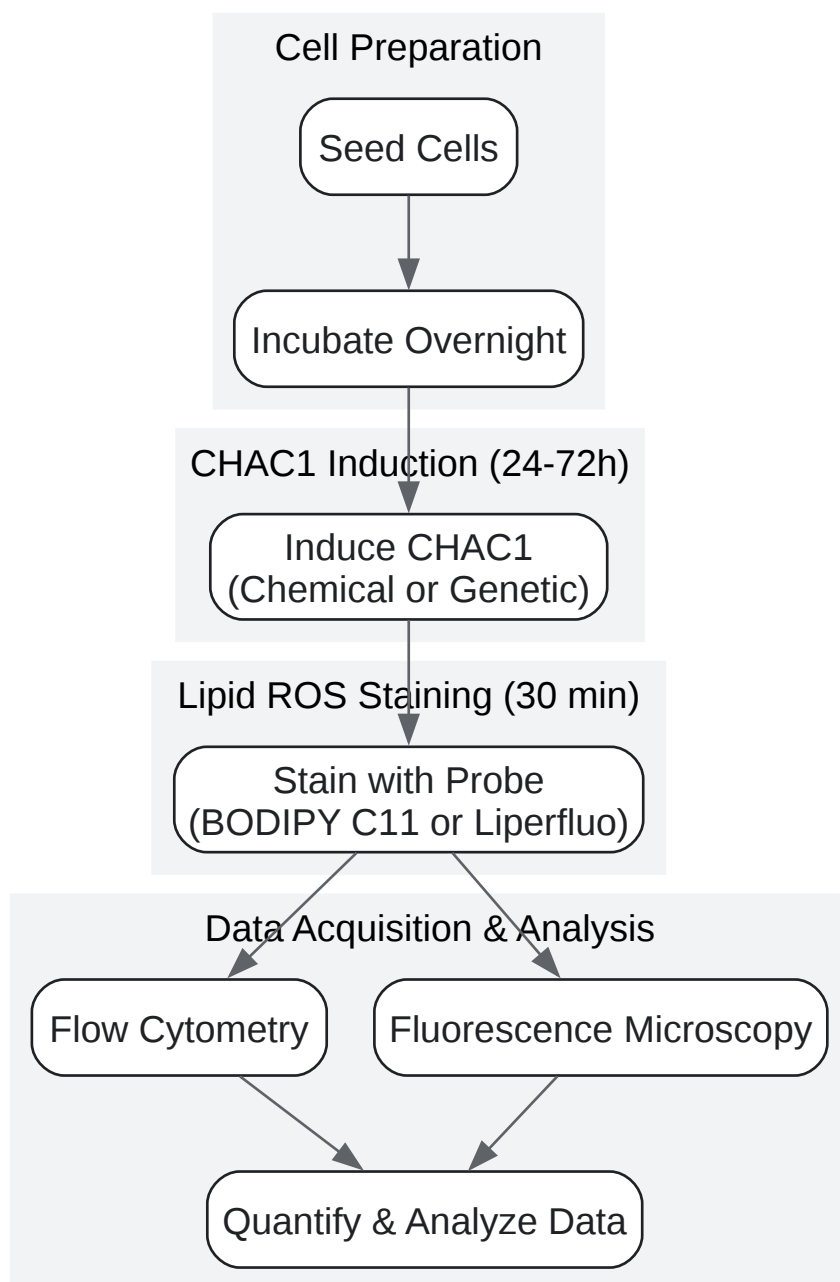 Cell Preparation
Seed Cells
Incubate Overnight
CHAC1 Induction (24-72h)
Induce CHAC1
(Chemical or Genetic)
Lipid ROS Staining (30 min)
Stain with Probe
(BODIPY C11 or Liperfluo)
Data Acquisition & Analysis
Flow Cytometry
Fluorescence Microscopy
Quantify & Analyze Data